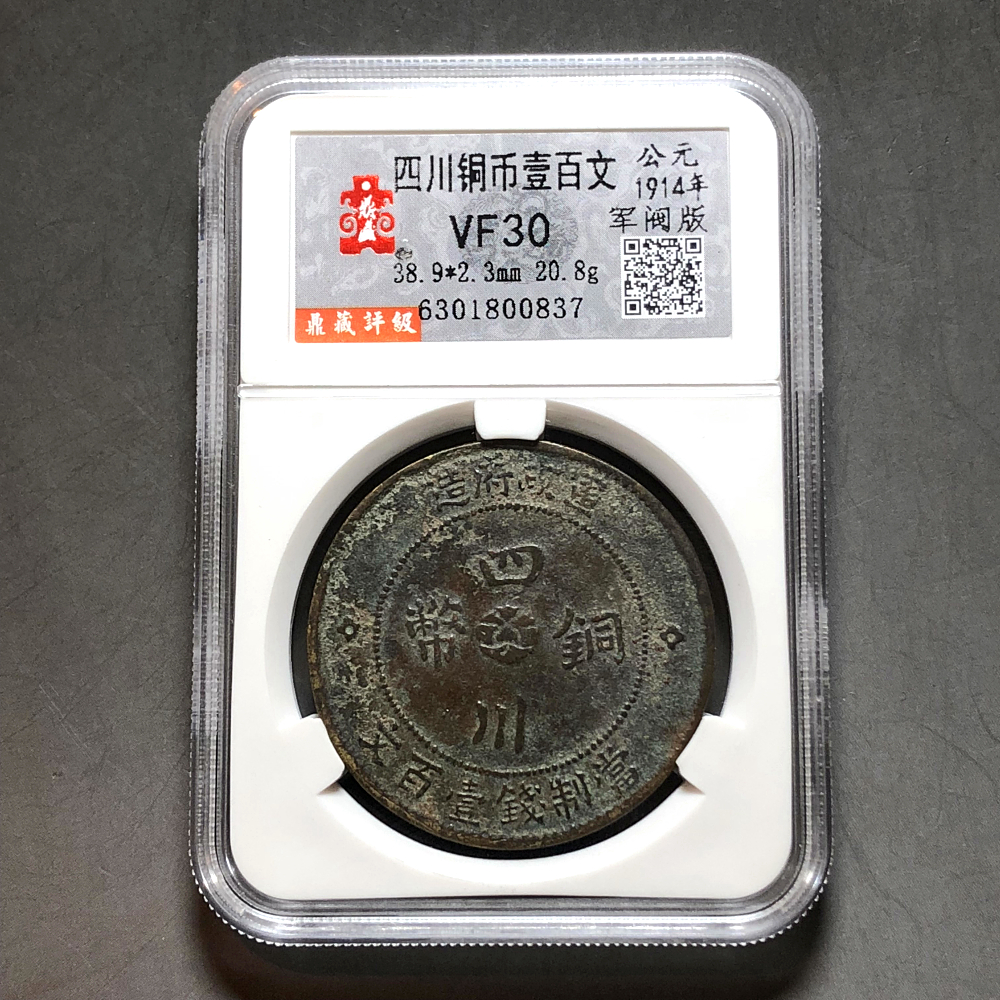 四川铜币壹百文
公元
1914年
军阀版
VF30
38.9*2.3mm 20.8g
6301800837
鼎藏評級
造府政
四
幣 銅
川
文百壹錢制當